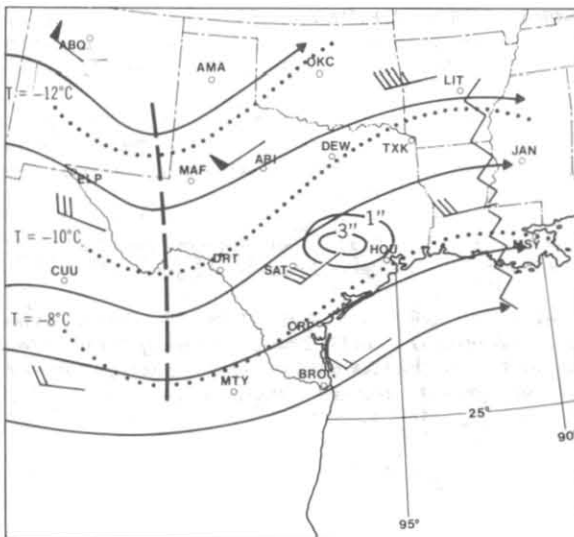 ABQ
AMA
OKC
LIT
T = –12°C
ELP
MAF
ABI
DEW
TXK
JAN
3" 1"
T = –10°C
CUU
DRT
SAT
HOU
MSY
T = –8°C
CRP
MTY
BRO
25°
90°
95°